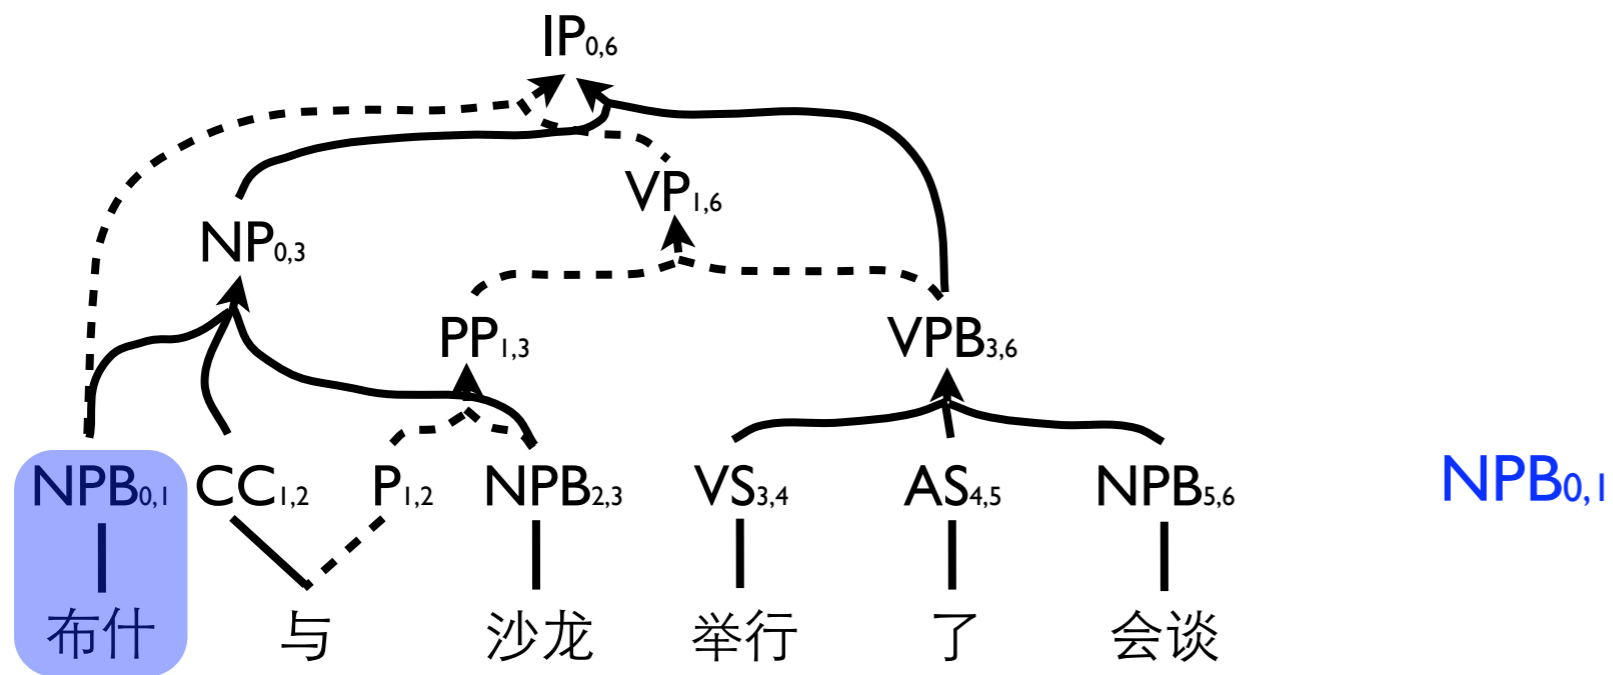 IP0,6
VP1,6
NP0,3
PP1,3 VPB3,6
NPB0,1 CC1,2 P1,2 NPB2,3 VS3,4 AS4,5 NPB5,6 NPB0,1
布什 与 沙龙 举行 了 会谈